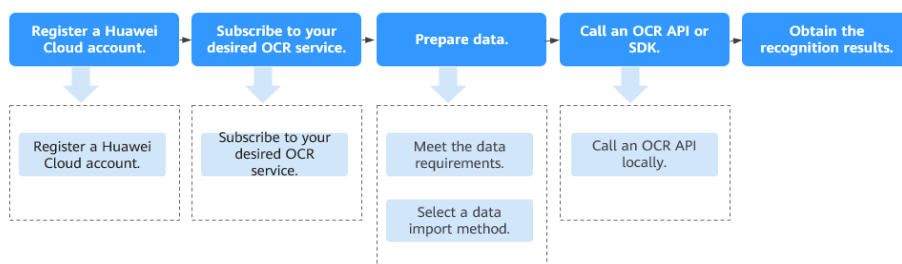 Register a Huawei
Cloud account.
Subscribe to your
desired OCR service.
Prepare data.
Call an OCR API or
SDK.
Obtain the
recognition results.
Register a Huawei
Cloud account.
Subscribe to your
desired OCR
service.
Meet the data
requirements.
Select a data
import method.
Call an OCR API
locally.